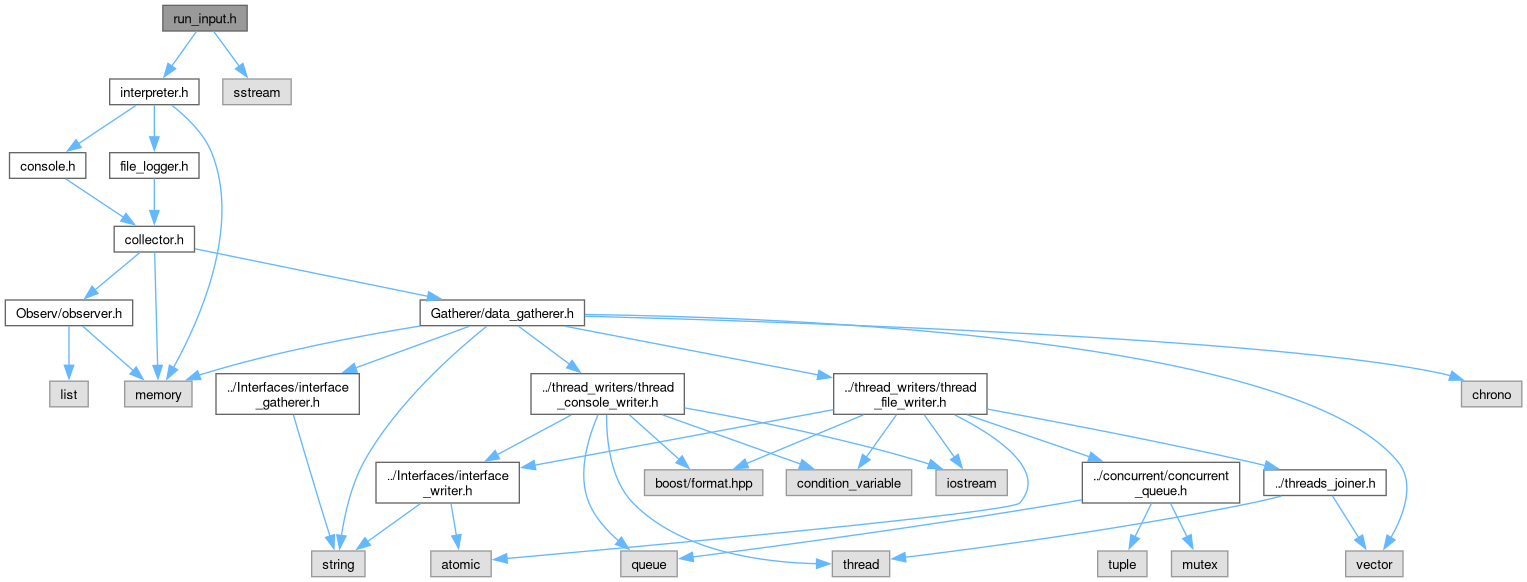 run_input.h
interpreter.h
sstream
console.h
file_logger.h
collector.h
Observ/observer.h
Gatherer/data_gatherer.h
list
memory
../Interfaces/interface
_gatherer.h
../thread_writers/thread
_console_writer.h
../thread_writers/thread
_file_writer.h
chrono
../Interfaces/interface
_writer.h
boost/format.hpp
condition_variable
iostream
../concurrent/concurrent
_queue.h
../threads_joiner.h
string
atomic
queue
thread
tuple
mutex
vector